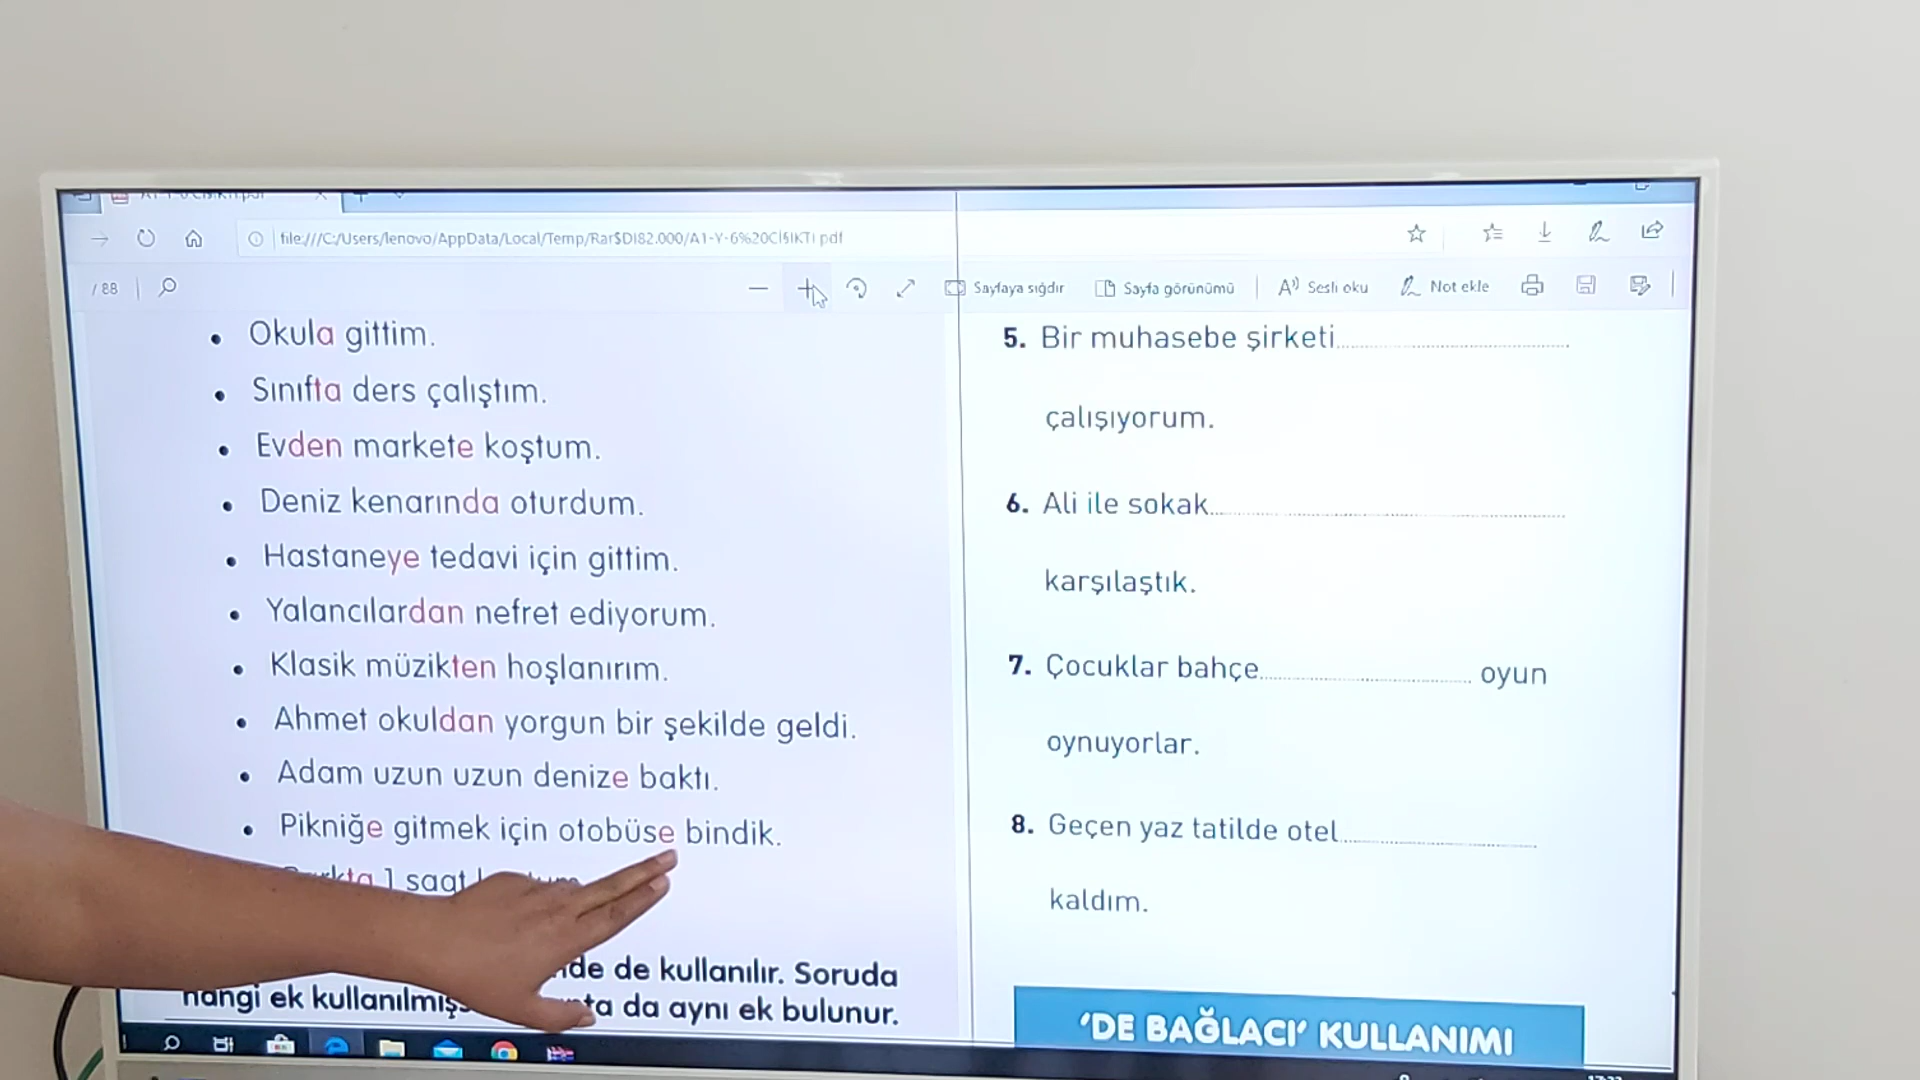 file:///C:/Users/lenovo/AppData/Local/Temp/Rar$DI82.000/A1-Y-6%20CİŞIKTI pdf
/ 88
Sayfaya sığdır
Sayfa görünümü
Sesli oku
Not ekle
• Okula gittim.
• Sınıfta ders çalıştım.
• Evden markete koştum.
• Deniz kenarında oturdum.
• Hastaneye tedavi için gittim.
• Yalancılardan nefret ediyorum.
• Klasik müzikten hoşlanırım.
• Ahmet okuldan yorgun bir şekilde geldi.
• Adam uzun uzun denize baktı.
• Pikniğe gitmek için otobüse bindik.
1 saat
de kullanılır. Soruda
hangi ek kullanılmış
da aynı ek bulunur.
5. Bir muhasebe şirketi....................
çalışıyorum.
6. Ali ile sokak....................
karşılaştık.
7. Çocuklar bahçe.................... oyun
oynuyorlar.
8. Geçen yaz tatilde otel....................
kaldım.
'DE BAĞLACI' KULLANIMI